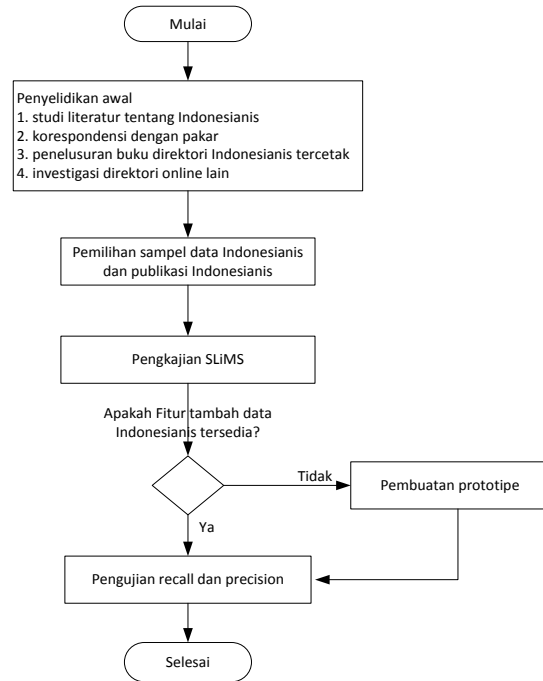 Mulai
Penyelidikan awal
1. studi literatur tentang Indonesianis
2. korespondensi dengan pakar
3. penelusuran buku direktori Indonesianis tercetak
4. investigasi direktori online lain
Pemilihan sampel data Indonesianis
dan publikasi Indonesianis
Pengkajian SLiMS
Apakah Fitur tambah data
Indonesianis tersedia?
Tidak
Pembuatan prototipe
Ya
Pengujian recall dan precision
Selesai